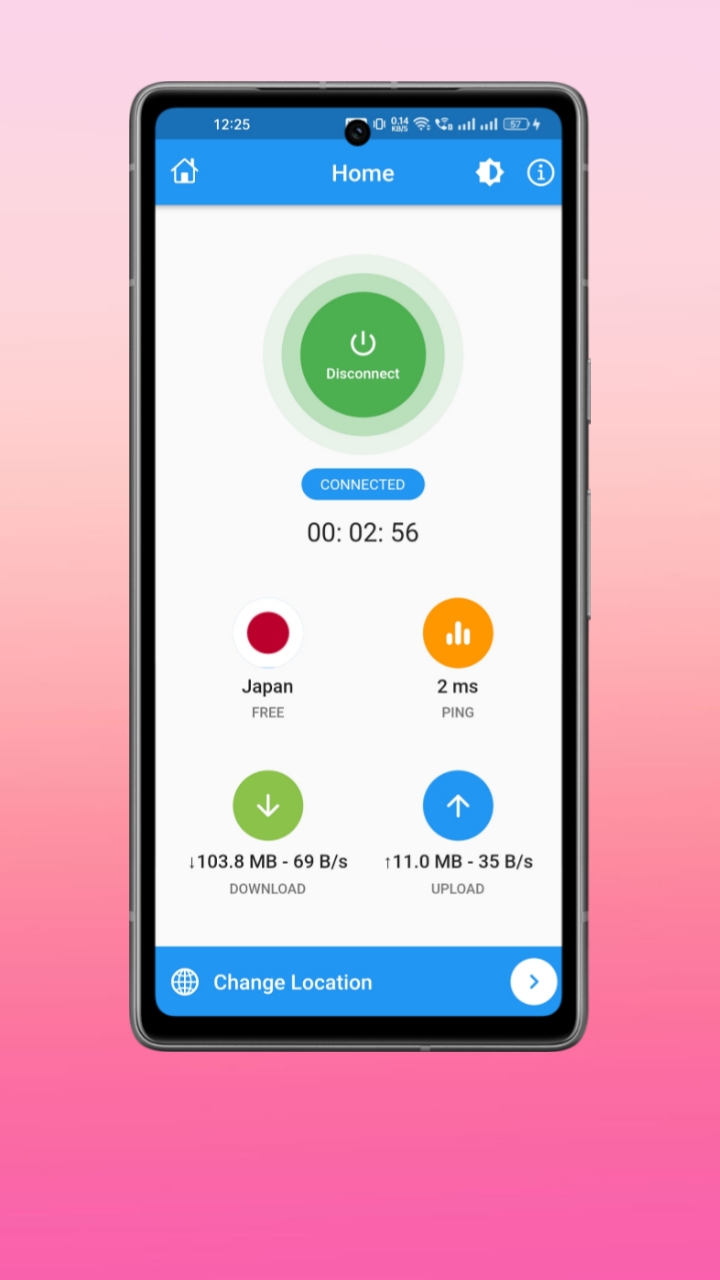 12:25
0.14
KB/S
57
Home
Disconnect
CONNECTED
00: 02: 56
Japan
2 ms
FREE
PING
↓103.8 MB - 69 B/s
↑11.0 MB - 35 B/s
DOWNLOAD
UPLOAD
Change Location